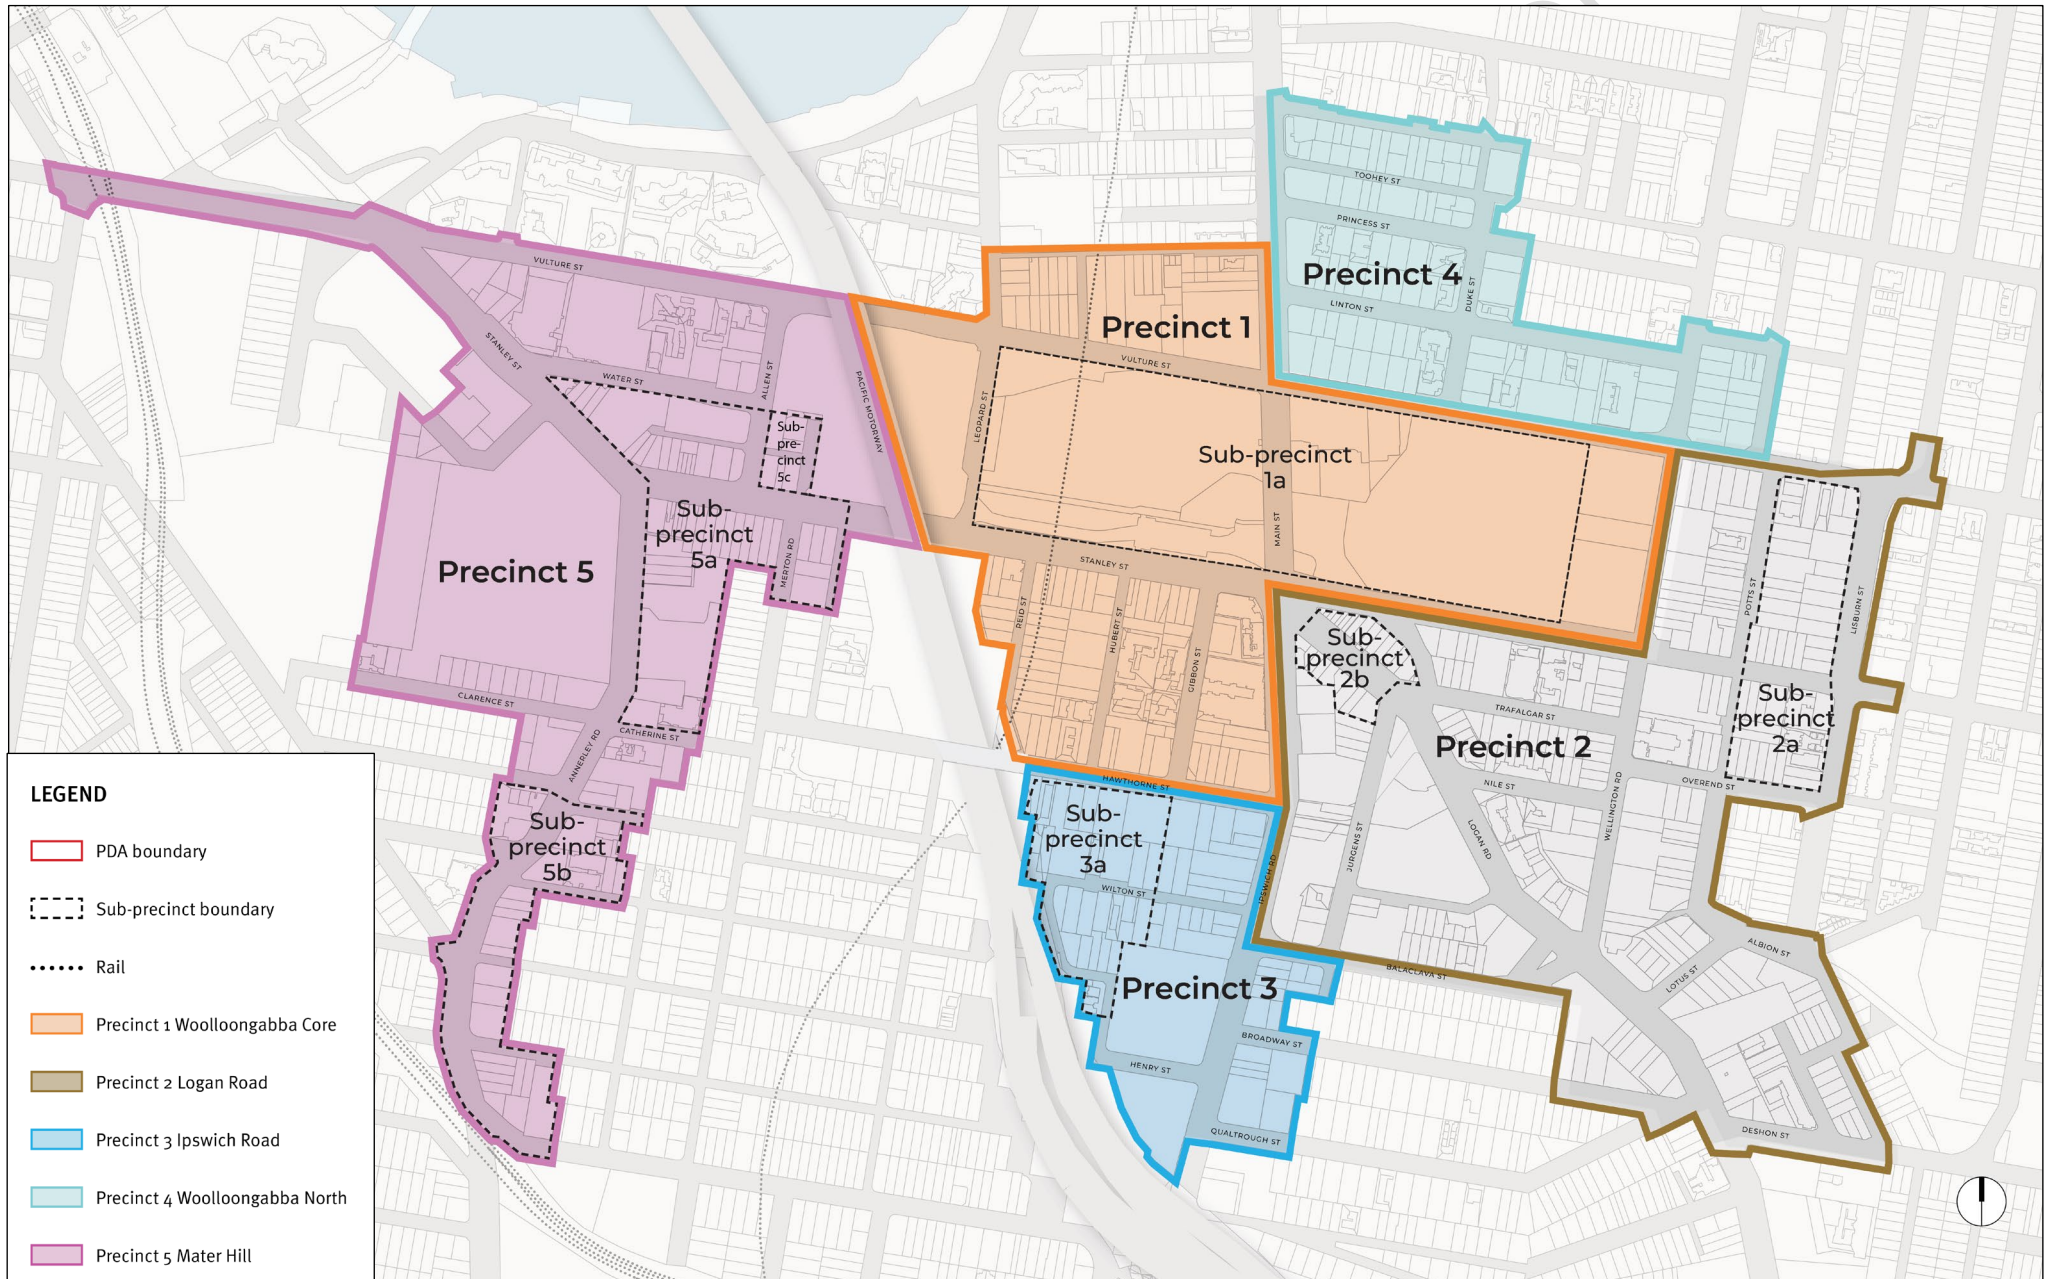 TOOHEY ST
PRINCESS ST
Precinct 4
DUKE ST
LINTON ST
VULTURE ST
Precinct 1
VULTURE ST
STANLEY ST
WATER ST
ALLEN ST
PACIFIC MOTORWAY
LEOPARD ST
Sub-
pre-
cinct
5c
Sub-precinct
1a
MAIN ST
Sub-
precinct
5a
MERTON RD
Precinct 5
STANLEY ST
REID ST
HUBERT ST
GIBBON ST
POTTS ST
LISBURN ST
Sub-
precinct
2b
Sub-
precinct
2a
CLARENCE ST
CATHERINE ST
ANNERLEY RD
TRAFALGAR ST
Precinct 2
HAWTHORNE ST
NILE ST
OVEREND ST
WELLINGTON RD
LOGAN RD
JURGENS ST
IPSWICH RD
Sub-
precinct
3a
Sub-
precinct
5b
WILTON ST
BALACLAVA ST
ALBION ST
LOTUS ST
Precinct 3
BROADWAY ST
HENRY ST
QUALTROUGH ST
DESHON ST
LEGEND
PDA boundary
Sub-precinct boundary
Rail
Precinct 1 Woolloongabba Core
Precinct 2 Logan Road
Precinct 3 Ipswich Road
Precinct 4 Woolloongabba North
Precinct 5 Mater Hill